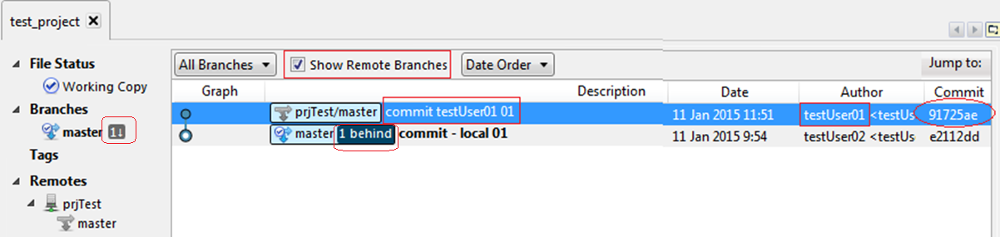 test_project
File Status
Working Copy
Branches
master 1↓
Tags
Remotes
prjTest
master
All Branches Show Remote Branches Date Order Jump to:
Graph Description Date Author Commit
prjTest/master commit testUser01 01 11 Jan 2015 11:51 testUser01 <testUs 91725ae
master 1 behind commit - local 01 11 Jan 2015 9:54 testUser02 <testUs e2112dd